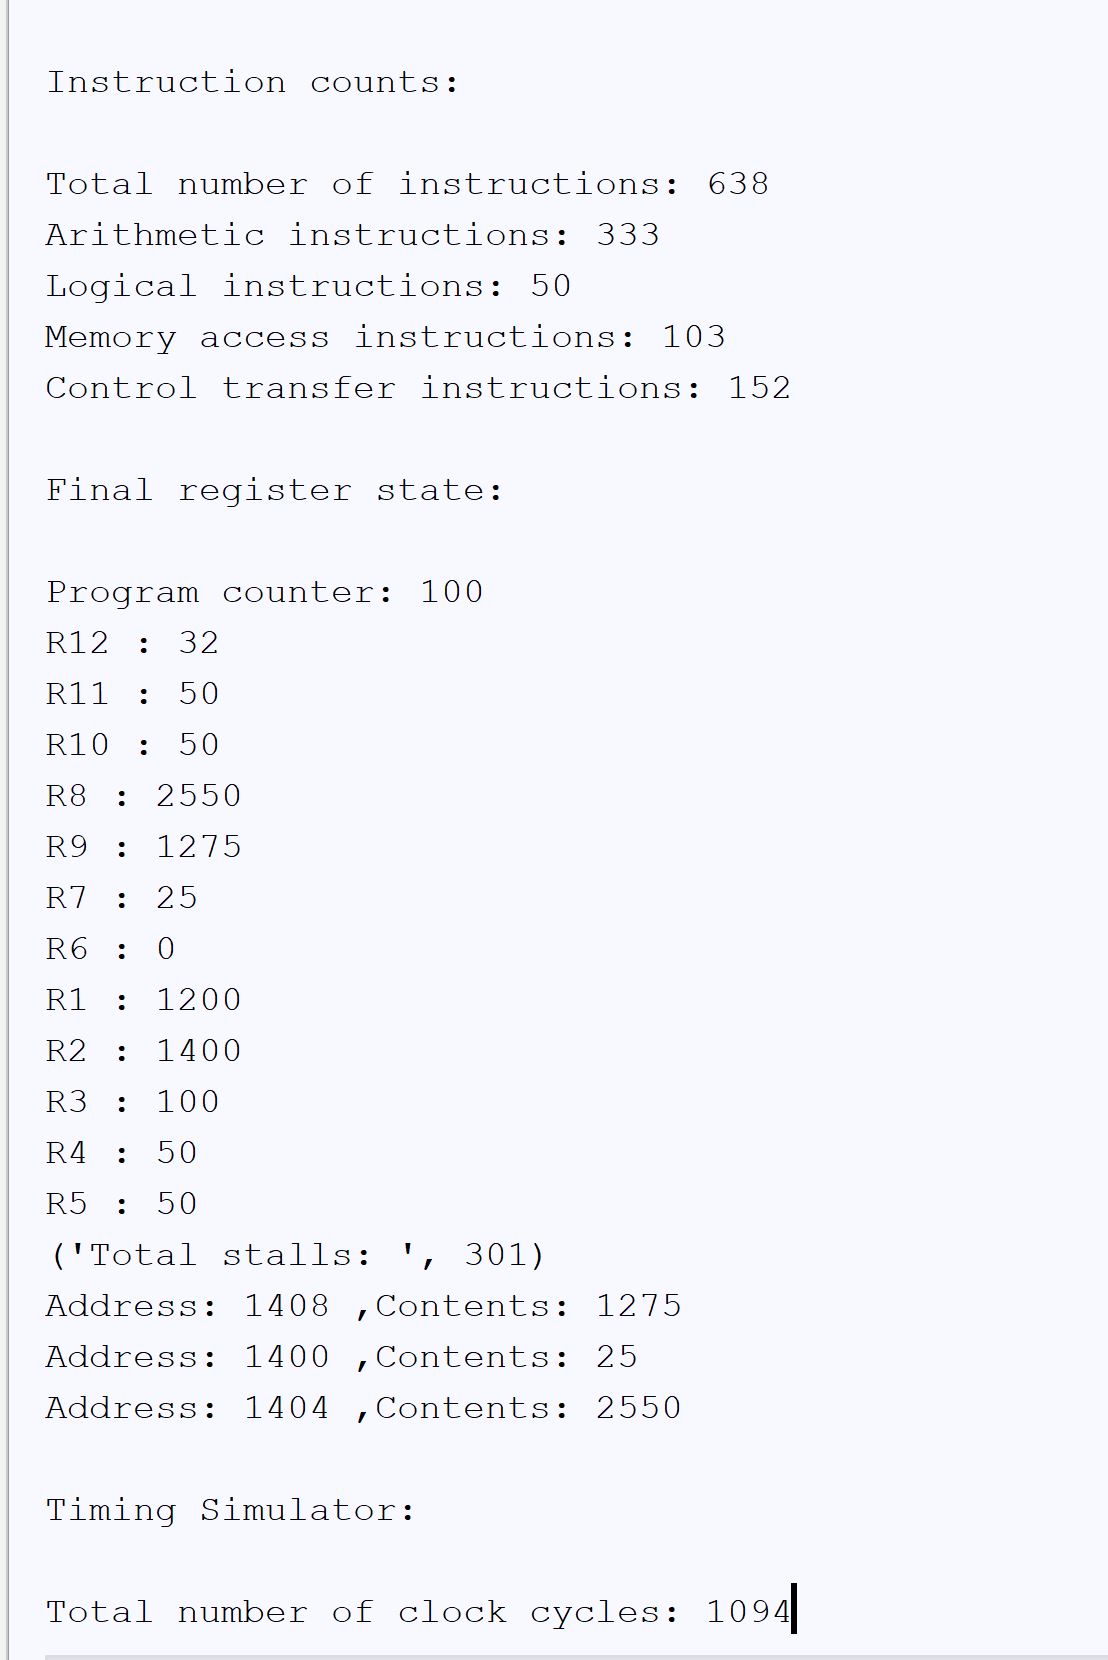 Instruction counts:
Total number of instructions: 638
Arithmetic instructions: 333
Logical instructions: 50
Memory access instructions: 103
Control transfer instructions: 152
Final register state:
Program counter: 100
R12 : 32
R11 : 50
R10 : 50
R8 : 2550
R9 : 1275
R7 : 25
R6 : 0
R1 : 1200
R2 : 1400
R3 : 100
R4 : 50
R5 : 50
('Total stalls: ', 301)
Address: 1408 ,Contents: 1275
Address: 1400 ,Contents: 25
Address: 1404 ,Contents: 2550
Timing Simulator:
Total number of clock cycles: 1094